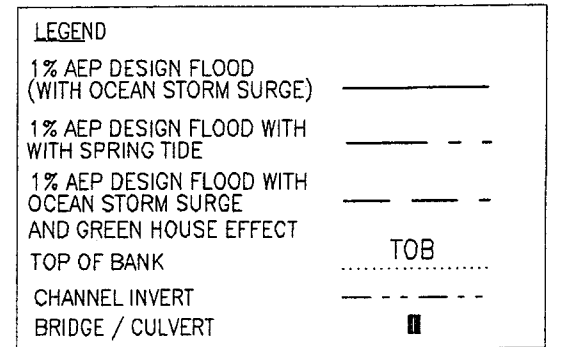 LEGEND
1% AEP DESIGN FLOOD
(WITH OCEAN STORM SURGE)
1% AEP DESIGN FLOOD WITH
WITH SPRING TIDE
1% AEP DESIGN FLOOD WITH
OCEAN STORM SURGE
AND GREEN HOUSE EFFECT
TOP OF BANK TOB
CHANNEL INVERT
BRIDGE / CULVERT